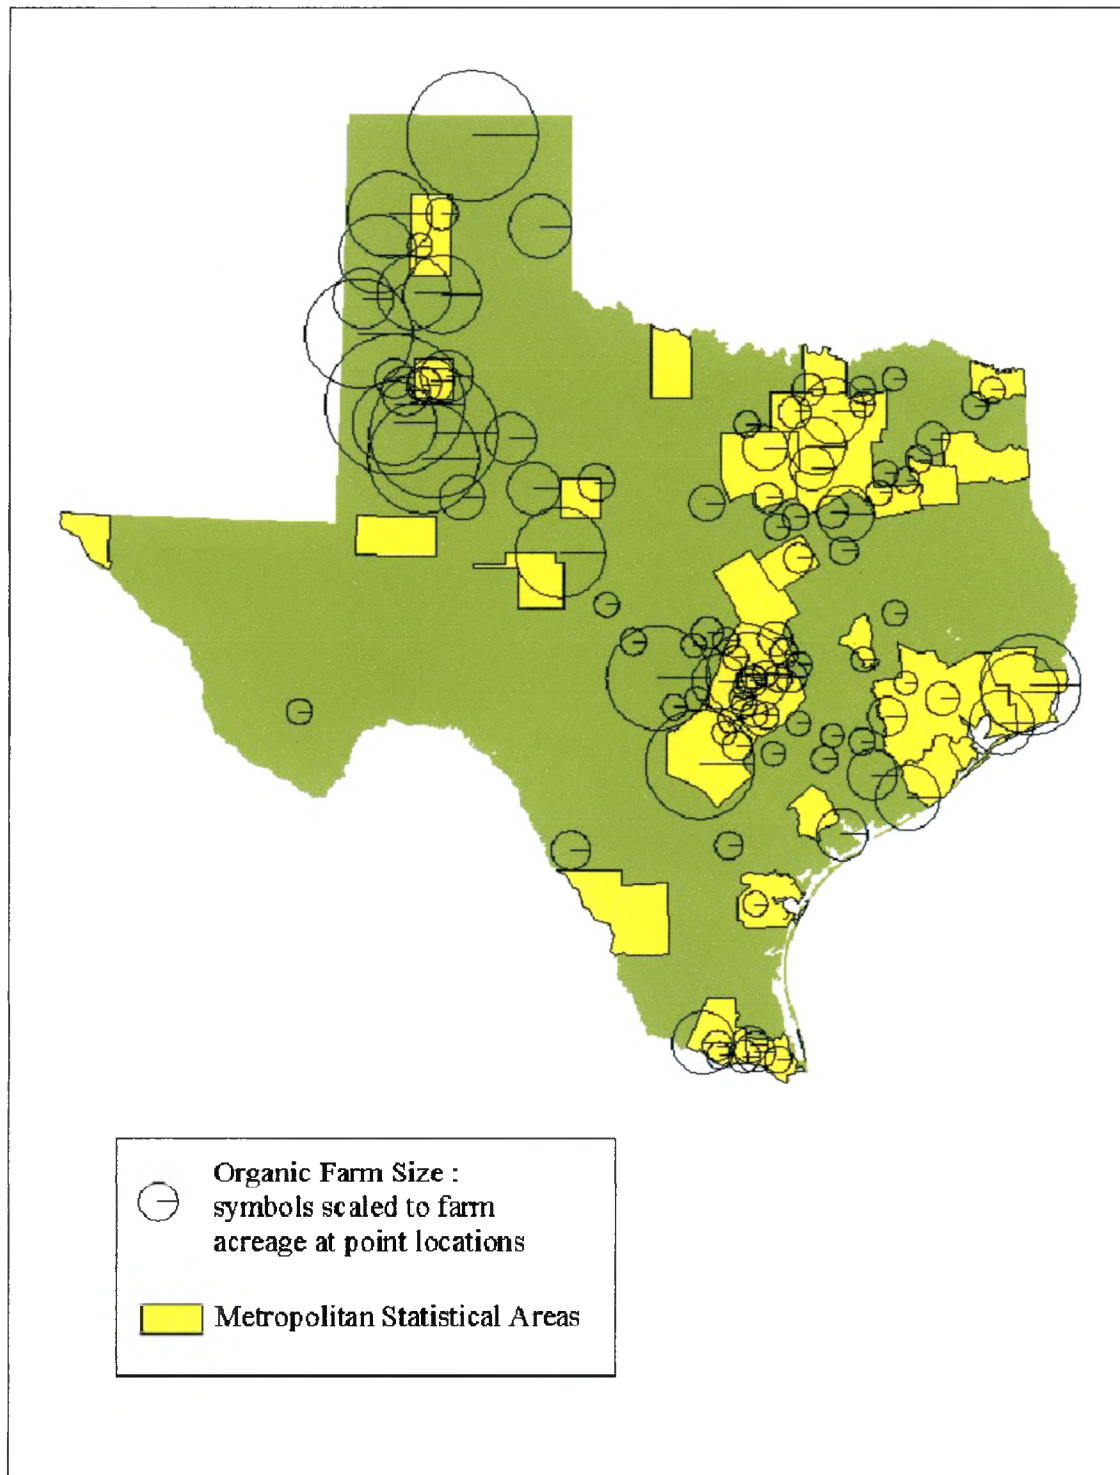 Organic Farm Size :
symbols scaled to farm
acreage at point locations
Metropolitan Statistical Areas